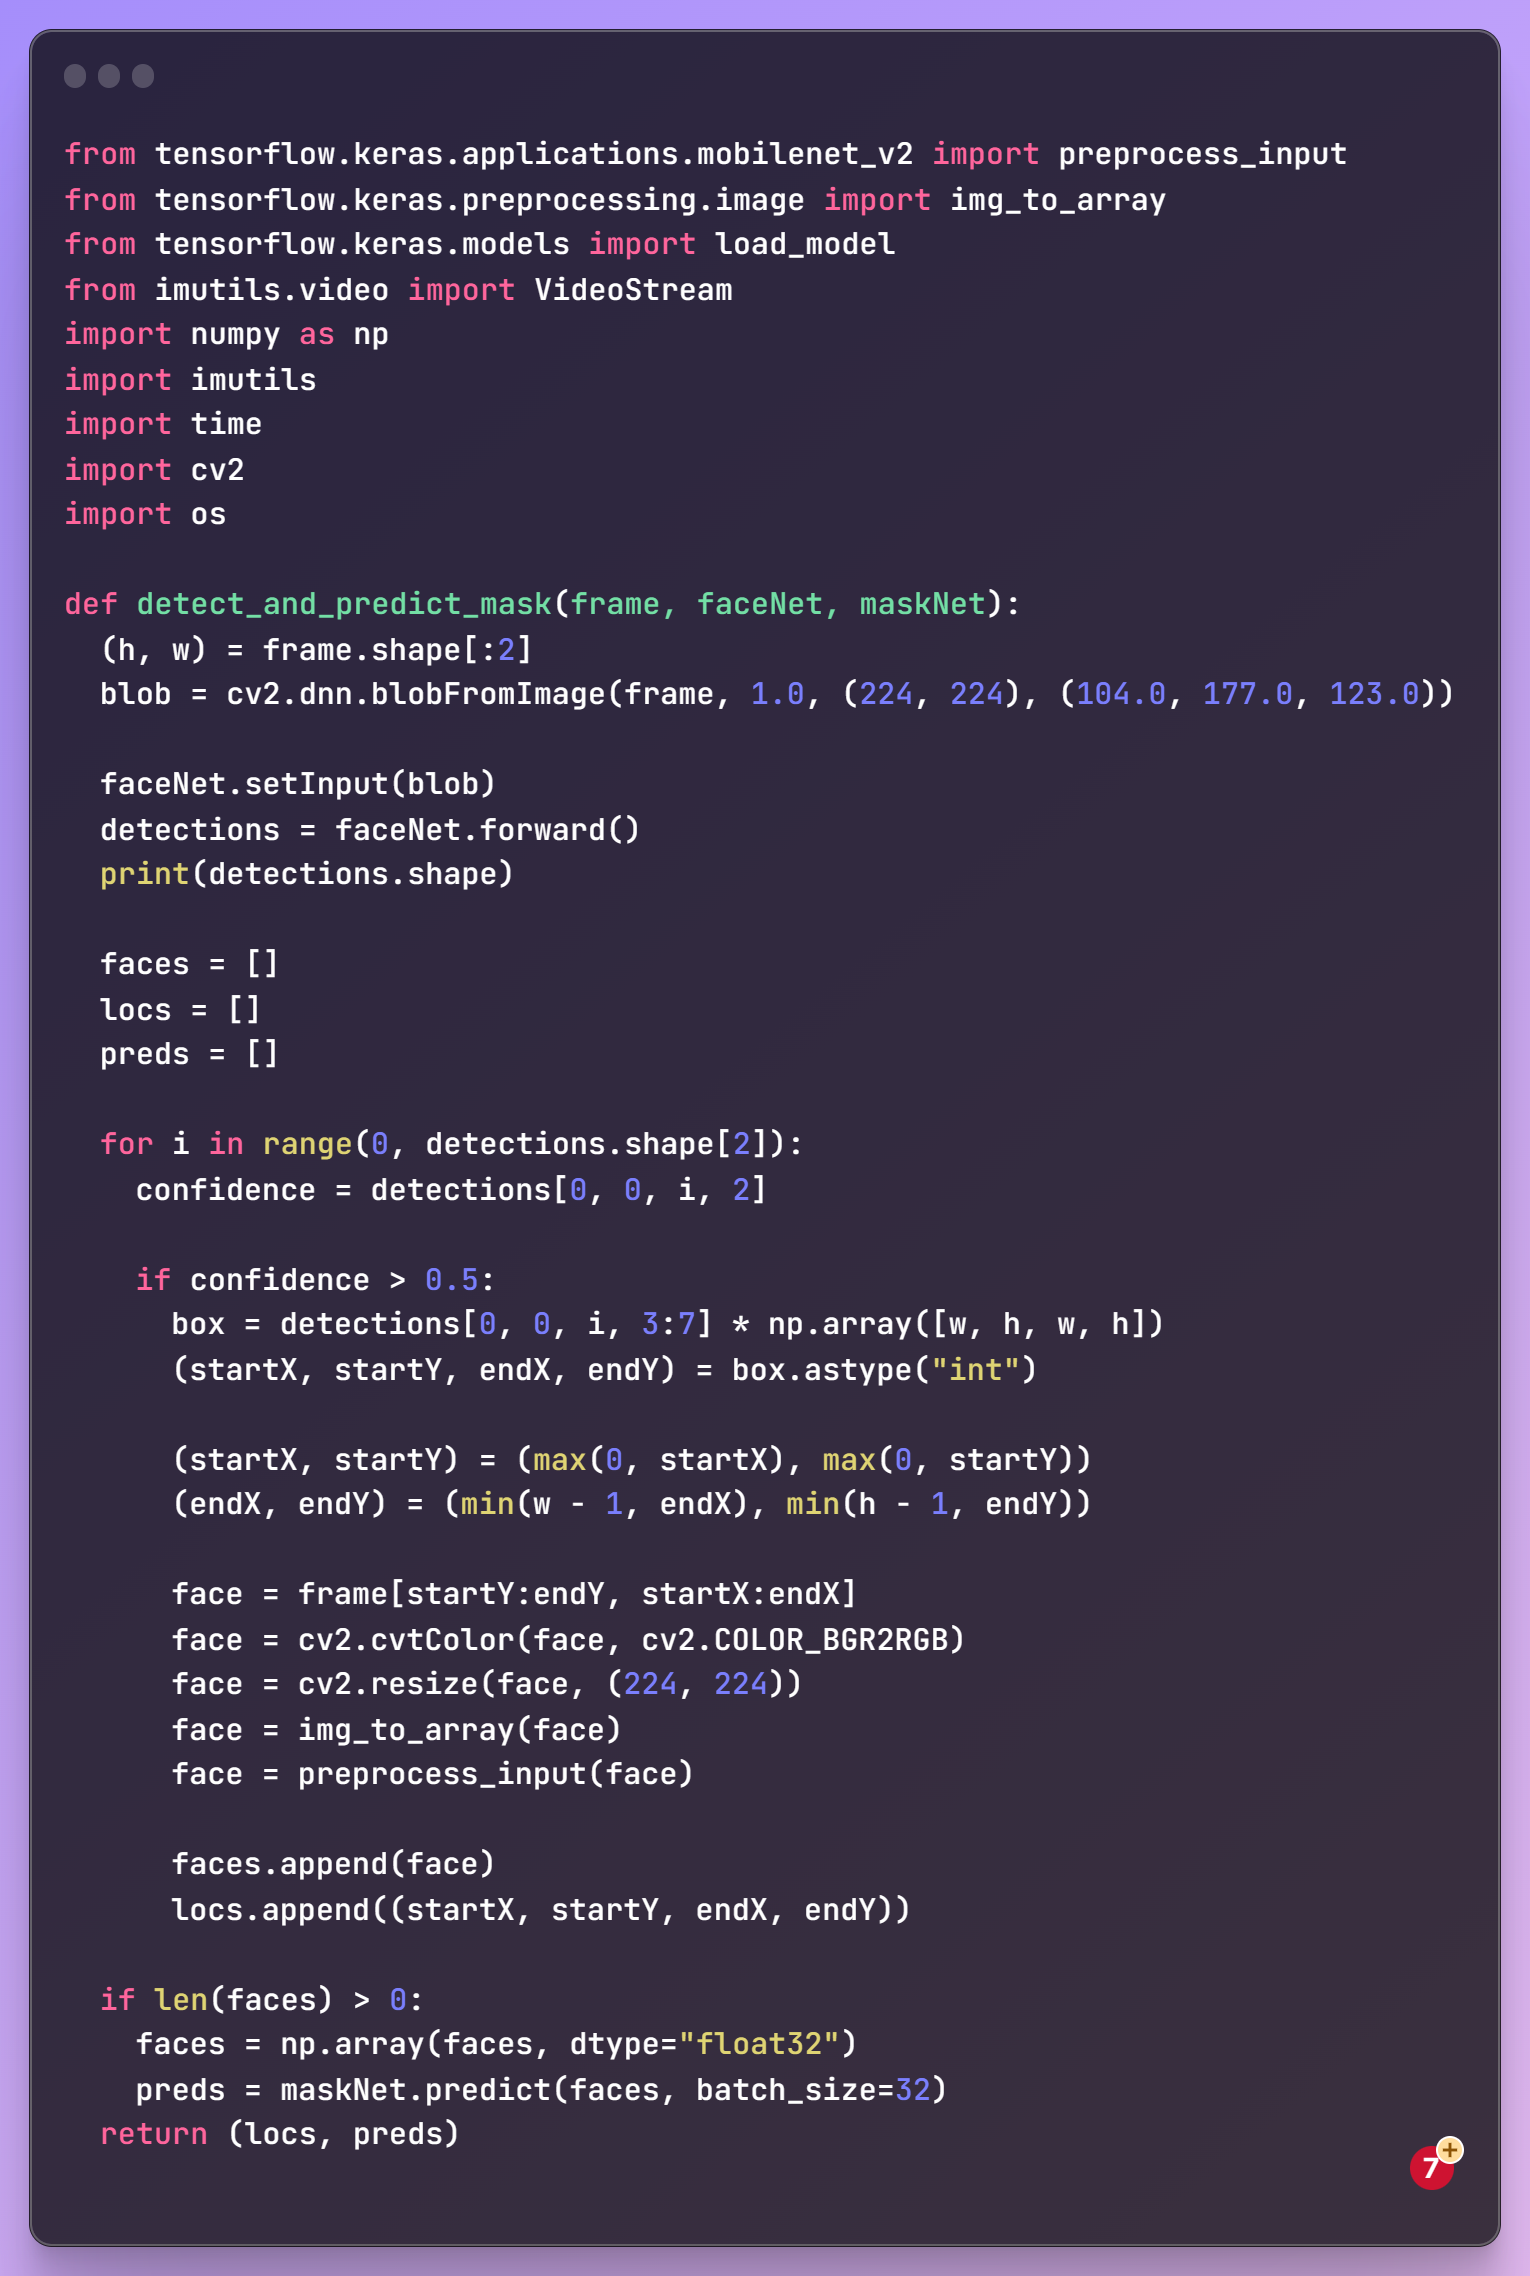 from tensorflow.keras.applications.mobilenet_v2 import preprocess_input
from tensorflow.keras.preprocessing.image import img_to_array
from tensorflow.keras.models import load_model
from imutils.video import VideoStream
import numpy as np
import imutils
import time
import cv2
import os

def detect_and_predict_mask(frame, faceNet, maskNet):
  (h, w) = frame.shape[:2]
  blob = cv2.dnn.blobFromImage(frame, 1.0, (224, 224), (104.0, 177.0, 123.0))

  faceNet.setInput(blob)
  detections = faceNet.forward()
  print(detections.shape)

  faces = []
  locs = []
  preds = []

  for i in range(0, detections.shape[2]):
    confidence = detections[0, 0, i, 2]

    if confidence > 0.5:
      box = detections[0, 0, i, 3:7] * np.array([w, h, w, h])
      (startX, startY, endX, endY) = box.astype("int")

      (startX, startY) = (max(0, startX), max(0, startY))
      (endX, endY) = (min(w - 1, endX), min(h - 1, endY))

      face = frame[startY:endY, startX:endX]
      face = cv2.cvtColor(face, cv2.COLOR_BGR2RGB)
      face = cv2.resize(face, (224, 224))
      face = img_to_array(face)
      face = preprocess_input(face)

      faces.append(face)
      locs.append((startX, startY, endX, endY))

  if len(faces) > 0:
    faces = np.array(faces, dtype="float32")
    preds = maskNet.predict(faces, batch_size=32)
  return (locs, preds)
7+